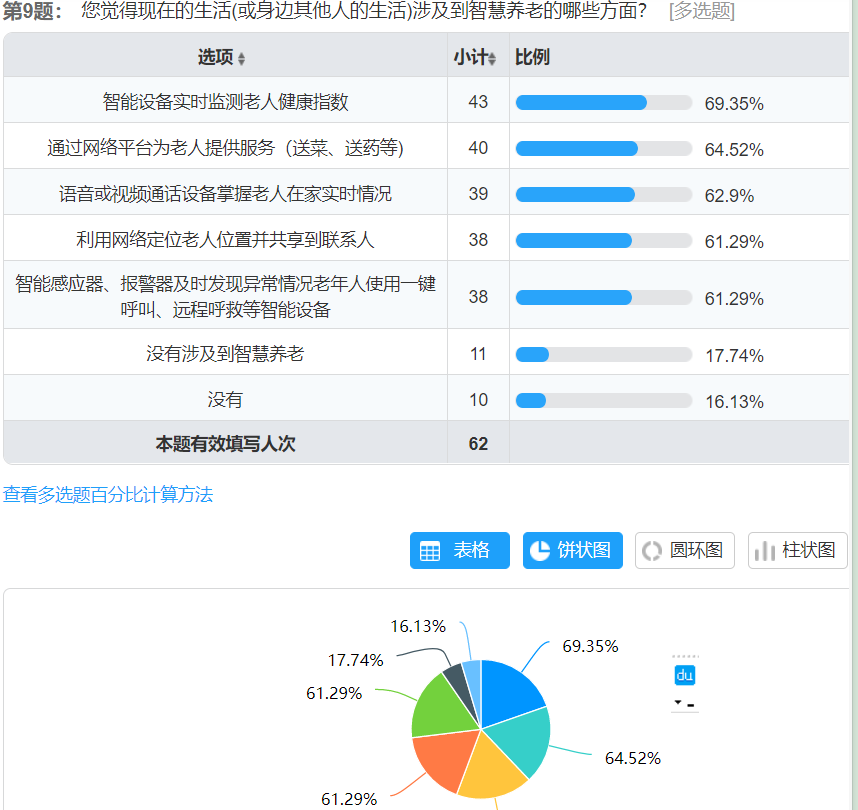 第9题： 您觉得现在的生活(或身边其他人的生活)涉及到智慧养老的哪些方面？ [多选题]
选项 小计 比例
智能设备实时监测老人健康指数 43 69.35%
通过网络平台为老人提供服务（送菜、送药等） 40 64.52%
语音或视频通话设备掌握老人在家实时情况 39 62.9%
利用网络定位老人位置并共享到联系人 38 61.29%
智能感应器、报警器及时发现异常情况老年人使用一键
呼叫、远程呼救等智能设备 38 61.29%
没有涉及到智慧养老 11 17.74%
没有 10 16.13%
本题有效填写人次 62
查看多选题百分比计算方法
表格 饼状图 圆环图 柱状图
16.13%
69.35%
17.74%
du
61.29%
64.52%
61.29%